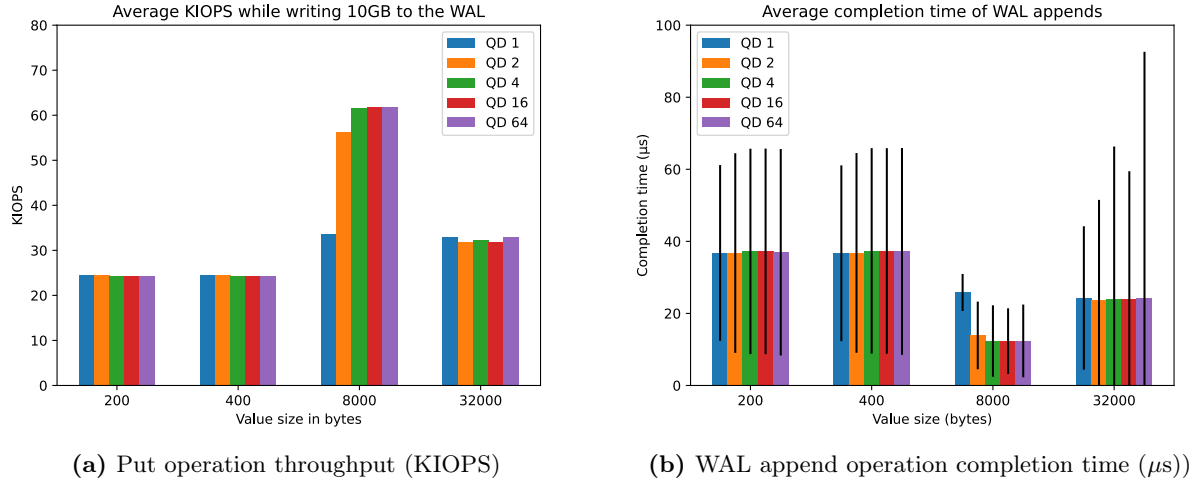 Average KIOPS while writing 10GB to the WAL
KIOPS
80
70
60
50
40
30
20
10
0
QD 1
QD 2
QD 4
QD 16
QD 64
200 400 8000 32000
Value size in bytes
(a) Put operation throughput (KIOPS)
Average completion time of WAL appends
Completion time (μs)
100
80
60
40
20
0
QD 1
QD 2
QD 4
QD 16
QD 64
200 400 8000 32000
Value size (bytes)
(b) WAL append operation completion time (μs))